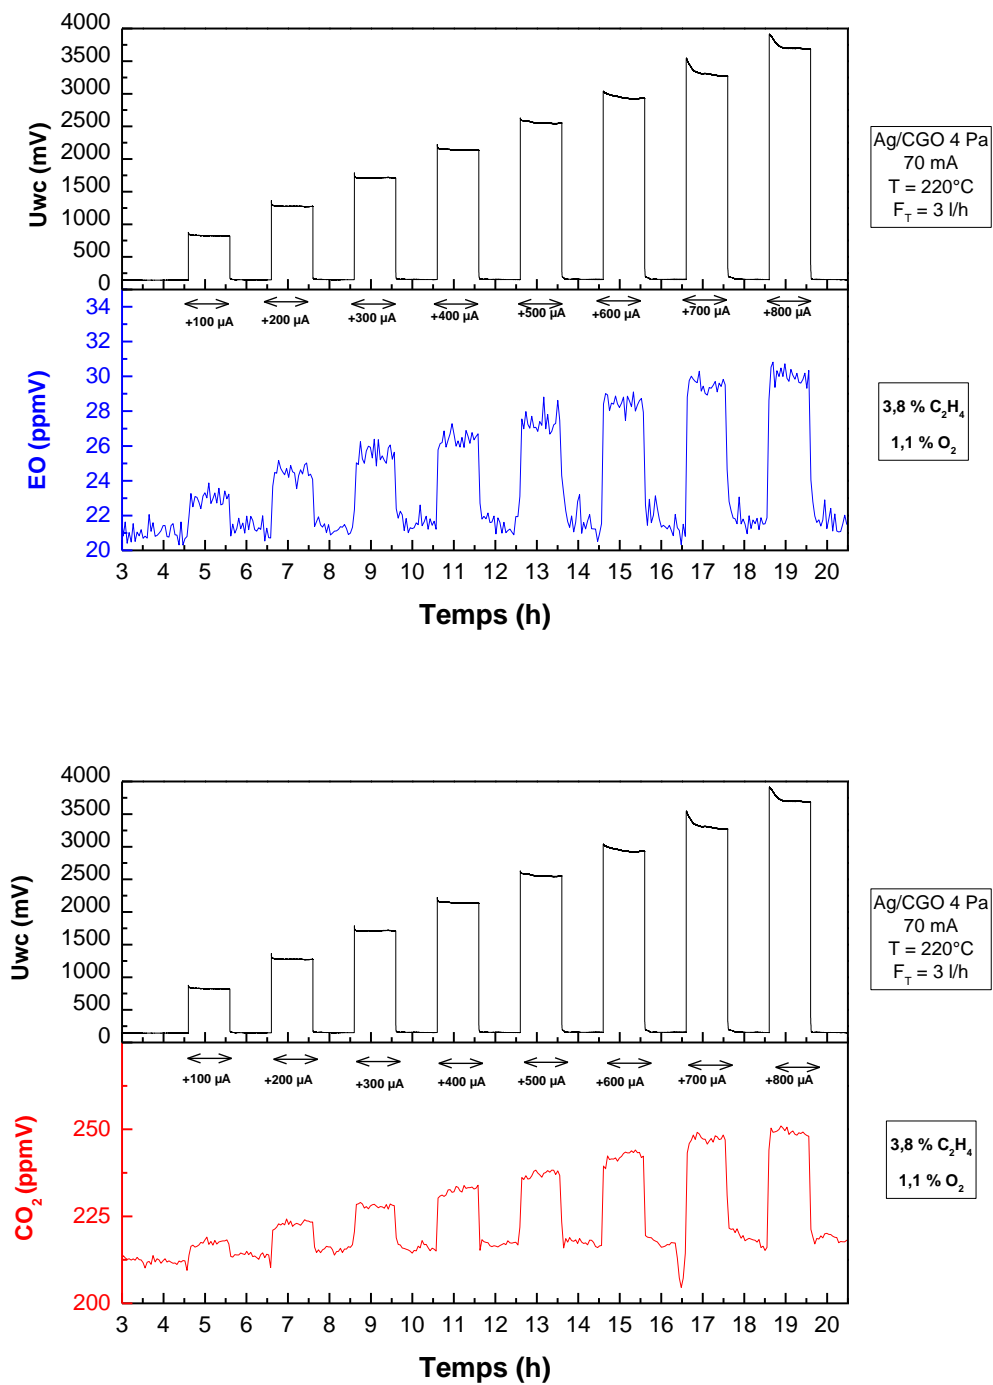 4000
3500
3000
2500
2000
1500
1000
500
0
Uwc (mV)
Ag/CGO 4 Pa
70 mA
T = 220°C
F_T = 3 l/h
+100 µA +200 µA +300 µA +400 µA +500 µA +600 µA +700 µA +800 µA
34
32
30
28
26
24
22
20
EO (ppmV)
3,8 % C₂H₄
1,1 % O₂
3 4 5 6 7 8 9 10 11 12 13 14 15 16 17 18 19 20
Temps (h)
4000
3500
3000
2500
2000
1500
1000
500
0
Uwc (mV)
Ag/CGO 4 Pa
70 mA
T = 220°C
F_T = 3 l/h
+100 µA +200 µA +300 µA +400 µA +500 µA +600 µA +700 µA +800 µA
250
225
200
CO₂ (ppmV)
3,8 % C₂H₄
1,1 % O₂
3 4 5 6 7 8 9 10 11 12 13 14 15 16 17 18 19 20
Temps (h)